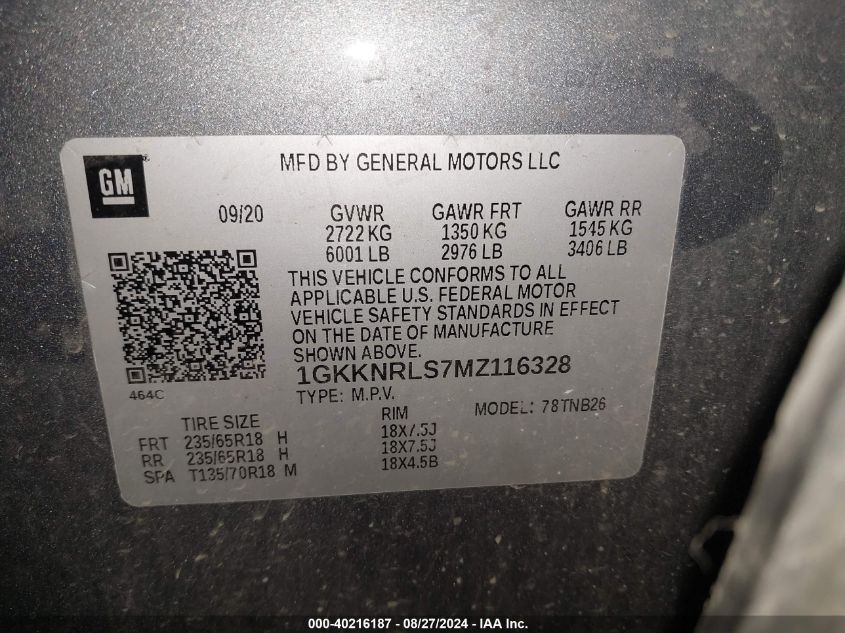 GM
MFD BY GENERAL MOTORS LLC
09/20 GVWR GAWR FRT GAWR RR
2722 KG 1350 KG 1545 KG
6001 LB 2976 LB 3406 LB
THIS VEHICLE CONFORMS TO ALL
APPLICABLE U.S. FEDERAL MOTOR
VEHICLE SAFETY STANDARDS IN EFFECT
ON THE DATE OF MANUFACTURE
SHOWN ABOVE.
1GKKNRLS7MZ116328
464C
TYPE: M.P.V. MODEL: 78TNB26
TIRE SIZE RIM
FRT 235/65R18 H 18X7.5J
RR 235/65R18 H 18X7.5J
SPA T135/70R18 M 18X4.5B
000-40216187 - 08/27/2024 - IAA Inc.